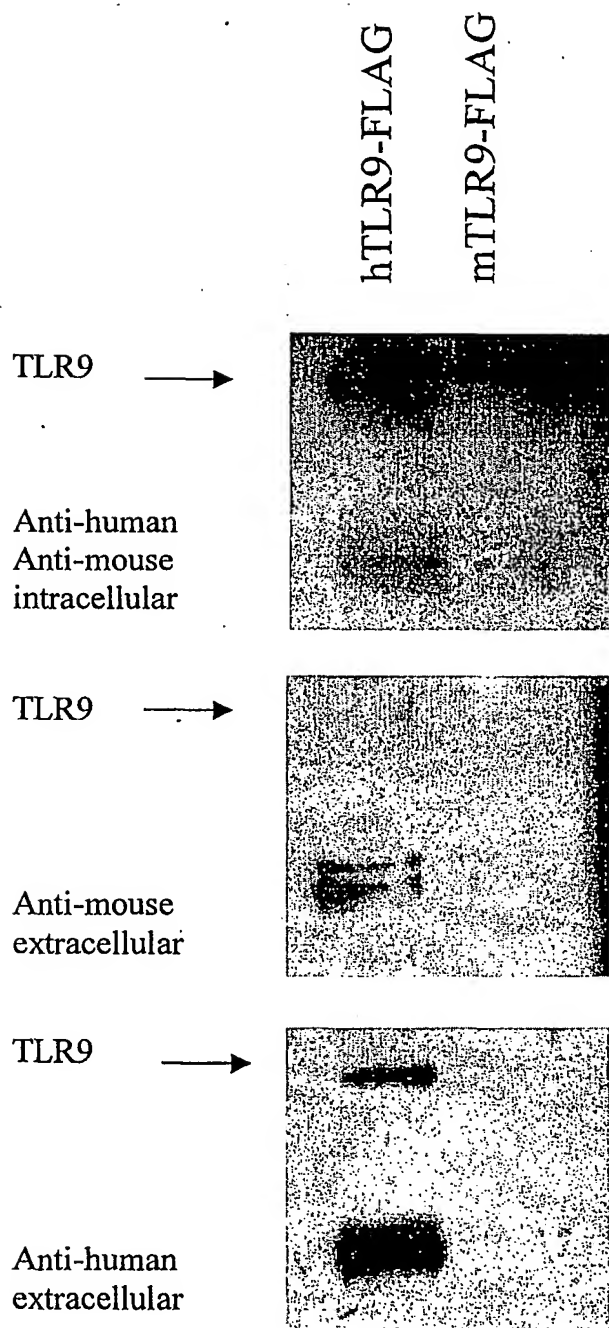 hTLR9-FLAG
mTLR9-FLAG
TLR9
Anti-human
Anti-mouse
intracellular
TLR9
Anti-mouse
extracellular
TLR9
Anti-human
extracellular